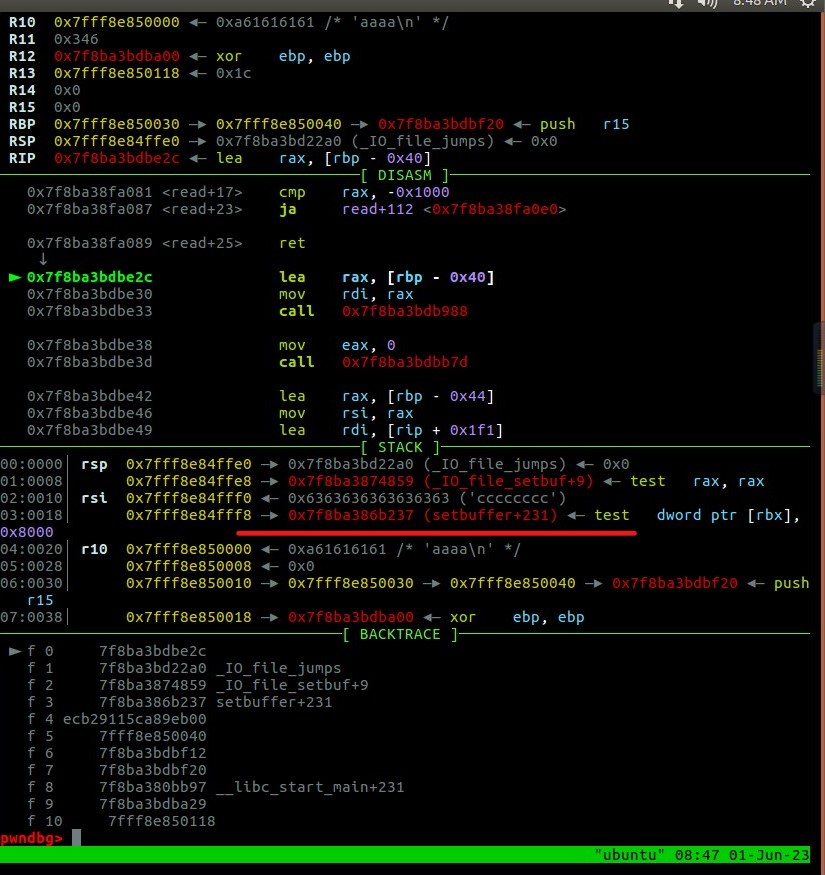 8:48 AM
R10  0x7fff8e850000 ◂— 0xa61616161 /* 'aaaa\n' */
R11  0x346
R12  0x7f8ba3bdba00 ◂— xor    ebp, ebp
R13  0x7fff8e850118 ◂— 0x1c
R14  0x0
R15  0x0
RBP  0x7fff8e850030 —▸ 0x7fff8e850040 —▸ 0x7f8ba3bdbf20 ◂— push   r15
RSP  0x7fff8e84ffe0 —▸ 0x7f8ba3bd22a0 (_IO_file_jumps) ◂— 0x0
RIP  0x7f8ba3bdbe2c ◂— lea    rax, [rbp - 0x40]
[ DISASM ]
0x7f8ba38fa081 <read+17>    cmp    rax, -0x1000
0x7f8ba38fa087 <read+23>    ja     read+112 <0x7f8ba38fa0e0>
0x7f8ba38fa089 <read+25>    ret
↓
► 0x7f8ba3bdbe2c              lea    rax, [rbp - 0x40]
0x7f8ba3bdbe30              mov    rdi, rax
0x7f8ba3bdbe33              call   0x7f8ba3bdb988
0x7f8ba3bdbe38              mov    eax, 0
0x7f8ba3bdbe3d              call   0x7f8ba3bdbb7d
0x7f8ba3bdbe42              lea    rax, [rbp - 0x44]
0x7f8ba3bdbe46              mov    rsi, rax
0x7f8ba3bdbe49              lea    rdi, [rip + 0x1f1]
[ STACK ]
00:0000│ rsp  0x7fff8e84ffe0 —▸ 0x7f8ba3bd22a0 (_IO_file_jumps) ◂— 0x0
01:0008│      0x7fff8e84ffe8 —▸ 0x7f8ba3874859 (_IO_file_setbuf+9) ◂— test   rax, rax
02:0010│ rsi  0x7fff8e84fff0 ◂— 0x6363636363636363 ('cccccccc')
03:0018│      0x7fff8e84fff8 —▸ 0x7f8ba386b237 (setbuffer+231) ◂— test   dword ptr [rbx],
0x8000
04:0020│ r10  0x7fff8e850000 ◂— 0xa61616161 /* 'aaaa\n' */
05:0028│      0x7fff8e850008 ◂— 0x0
06:0030│      0x7fff8e850010 —▸ 0x7fff8e850030 —▸ 0x7fff8e850040 —▸ 0x7f8ba3bdbf20 ◂— push
r15
07:0038│      0x7fff8e850018 —▸ 0x7f8ba3bdba00 ◂— xor    ebp, ebp
[ BACKTRACE ]
► f 0     7f8ba3bdbe2c
f 1     7f8ba3bd22a0 _IO_file_jumps
f 2     7f8ba3874859 _IO_file_setbuf+9
f 3     7f8ba386b237 setbuffer+231
f 4 ecb29115ca89eb00
f 5     7fff8e850040
f 6     7f8ba3bdbf12
f 7     7f8ba3bdbf20
f 8     7f8ba380bb97 __libc_start_main+231
f 9     7f8ba3bdba29
f 10     7fff8e850118
pwndbg>
"ubuntu" 08:47 01-Jun-23